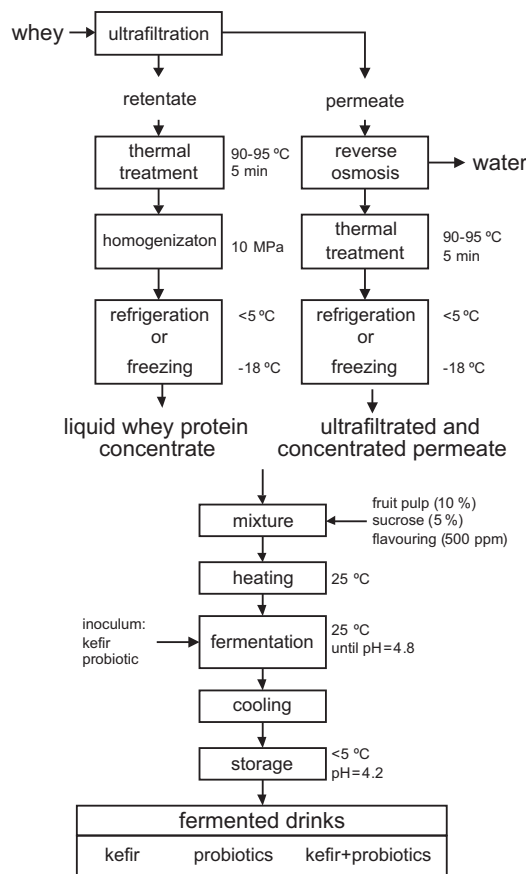 whey
ultrafiltration
retentate
permeate
thermal
treatment
90-95 ºC
5 min
reverse
osmosis
water
homogenizaton
10 MPa
thermal
treatment
90-95 ºC
5 min
refrigeration
or
freezing
<5 ºC
-18 ºC
refrigeration
or
freezing
<5 ºC
-18 ºC
liquid whey protein
concentrate
ultrafiltrated and
concentrated permeate
mixture
fruit pulp (10 %)
sucrose (5 %)
flavouring (500 ppm)
heating
25 ºC
inoculum:
kefir
probiotic
fermentation
25 ºC
until pH=4.8
cooling
storage
<5 ºC
pH=4.2
fermented drinks
kefir probiotics kefir+probiotics